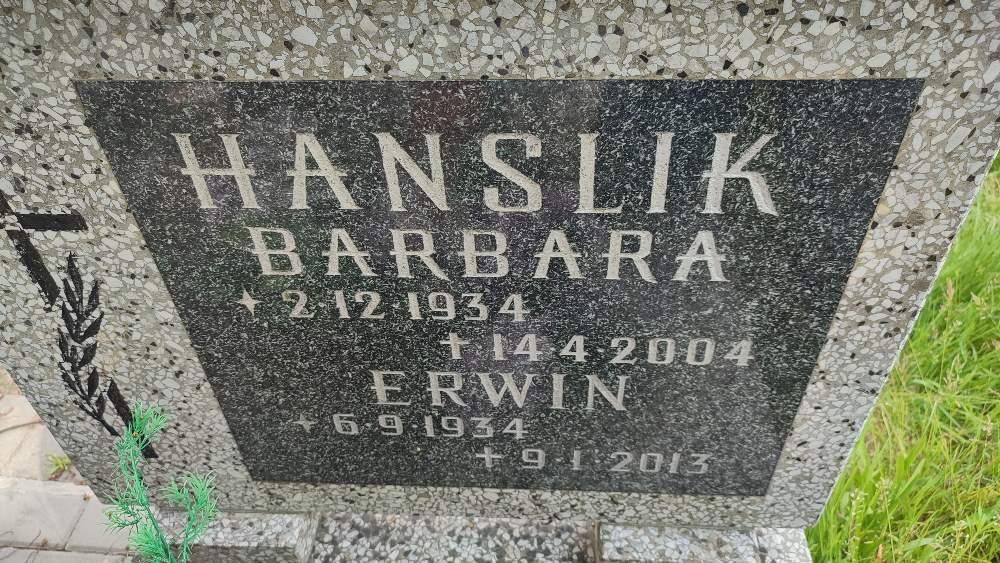 HANSLIK
BARBARA
✦ 2·12·1934
✝ 14·4·2004
ERWIN
✦ 6·9·1934
✝ 9·1·2013